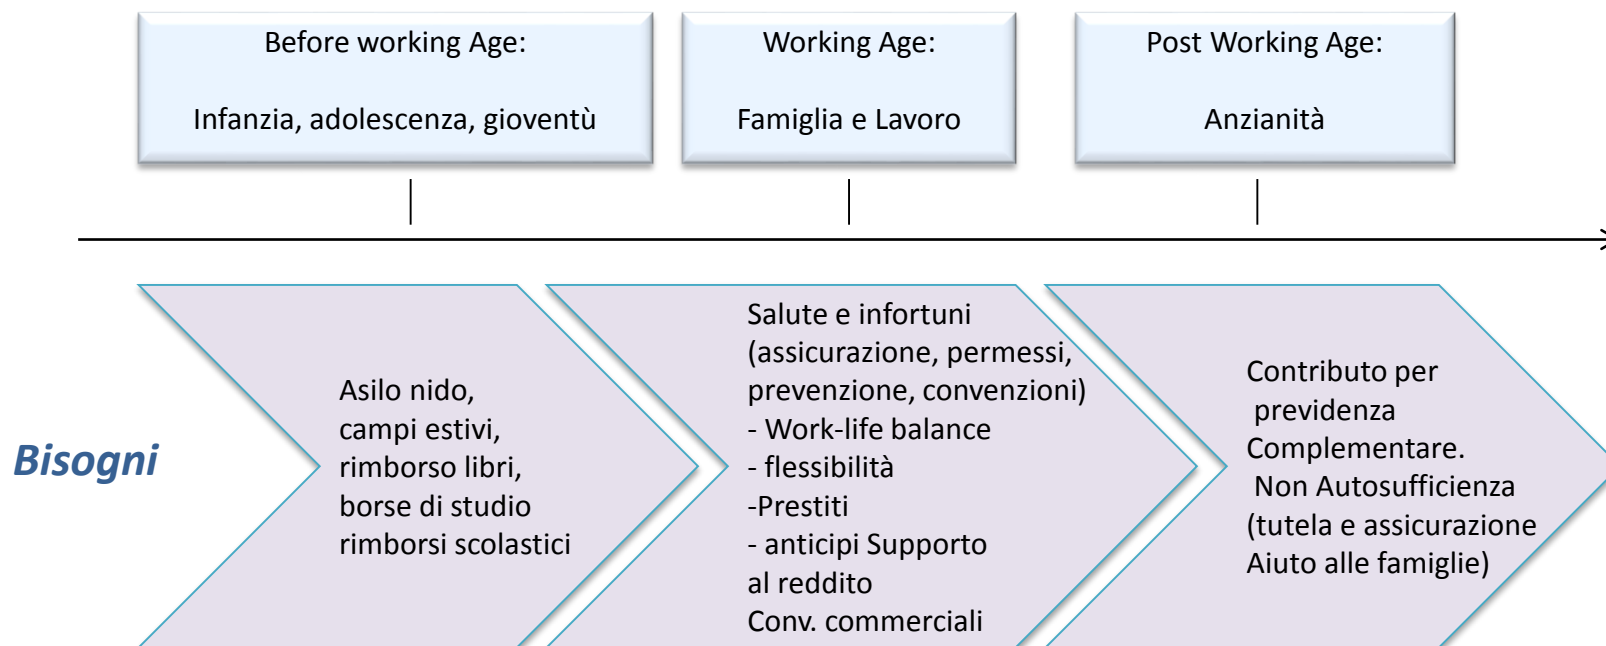 Before working Age:
Infanzia, adolescenza, gioventù
Working Age:
Famiglia e Lavoro
Post Working Age:
Anzianità
Bisogni
Asilo nido,
campi estivi,
rimborso libri,
borse di studio
rimborsi scolastici
Salute e infortuni
(assicurazione, permessi,
prevenzione, convenzioni)
- Work-life balance
- flessibilità
-Prestiti
- anticipi Supporto
al reddito
Conv. commerciali
Contributo per
previdenza
Complementare.
Non Autosufficienza
(tutela e assicurazione
Aiuto alle famiglie)